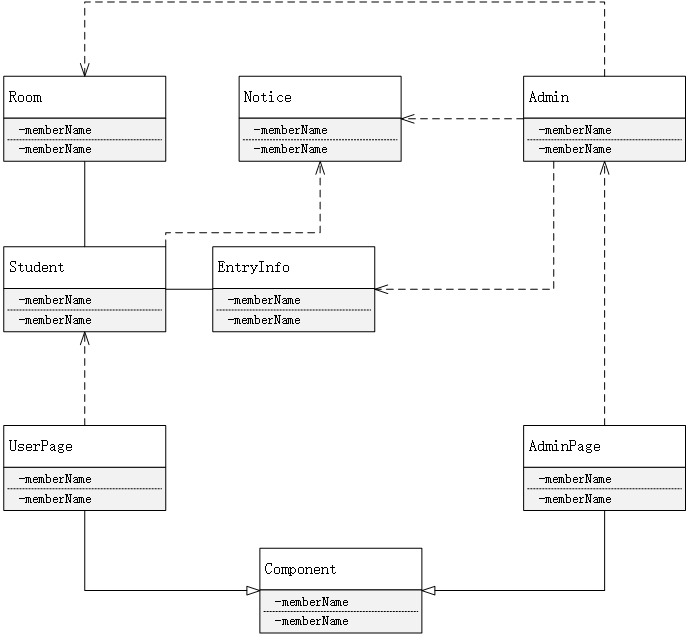 Room
-memberName
-memberName
Notice
-memberName
-memberName
Admin
-memberName
-memberName
Student
-memberName
-memberName
EntryInfo
-memberName
-memberName
UserPage
-memberName
-memberName
AdminPage
-memberName
-memberName
Component
-memberName
-memberName